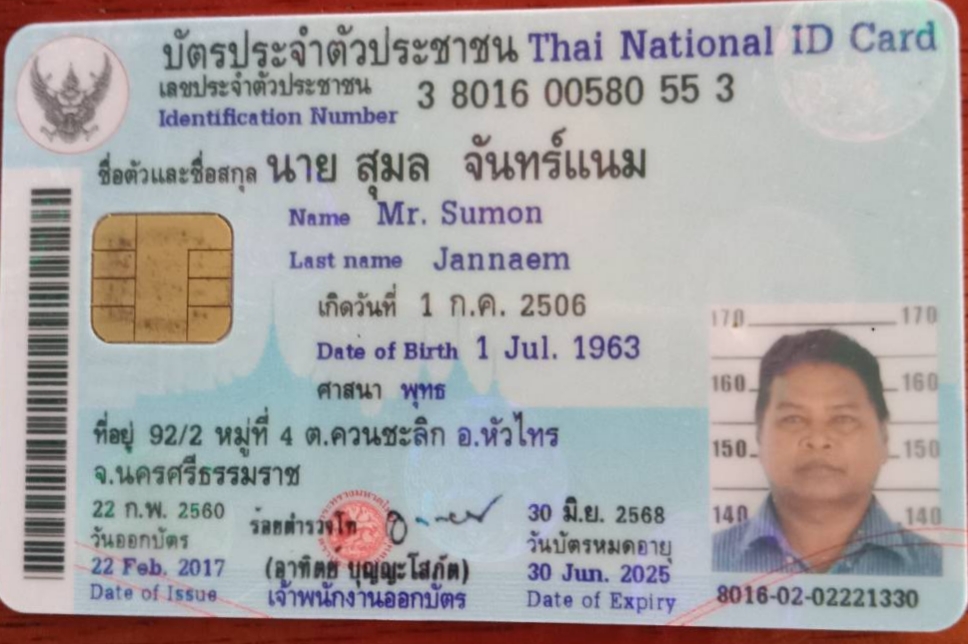 บัตรประจำตัวประชาชน Thai National ID Card
เลขประจำตัวประชาชน 3 8016 00580 55 3
Identification Number
ชื่อตัวและชื่อสกุล นาย สุมล จันทร์แนม
Name Mr. Sumon
Last name Jannaem
เกิดวันที่ 1 ก.ค. 2506
Date of Birth 1 Jul. 1963
ศาสนา พุทธ
ที่อยู่ 92/2 หมู่ที่ 4 ต.ควนชะลิก อ.หัวไทร
จ.นครศรีธรรมราช
22 ก.พ. 2560
วันออกบัตร
22 Feb. 2017
Date of Issue
ร้อยตำรวจโท
(อาทิตย์ บุญญะโสภัต)
เจ้าพนักงานออกบัตร
30 มิ.ย. 2568
วันบัตรหมดอายุ
30 Jun. 2025
Date of Expiry
170 170
160 160
150 150
140 140
8016-02-02221330